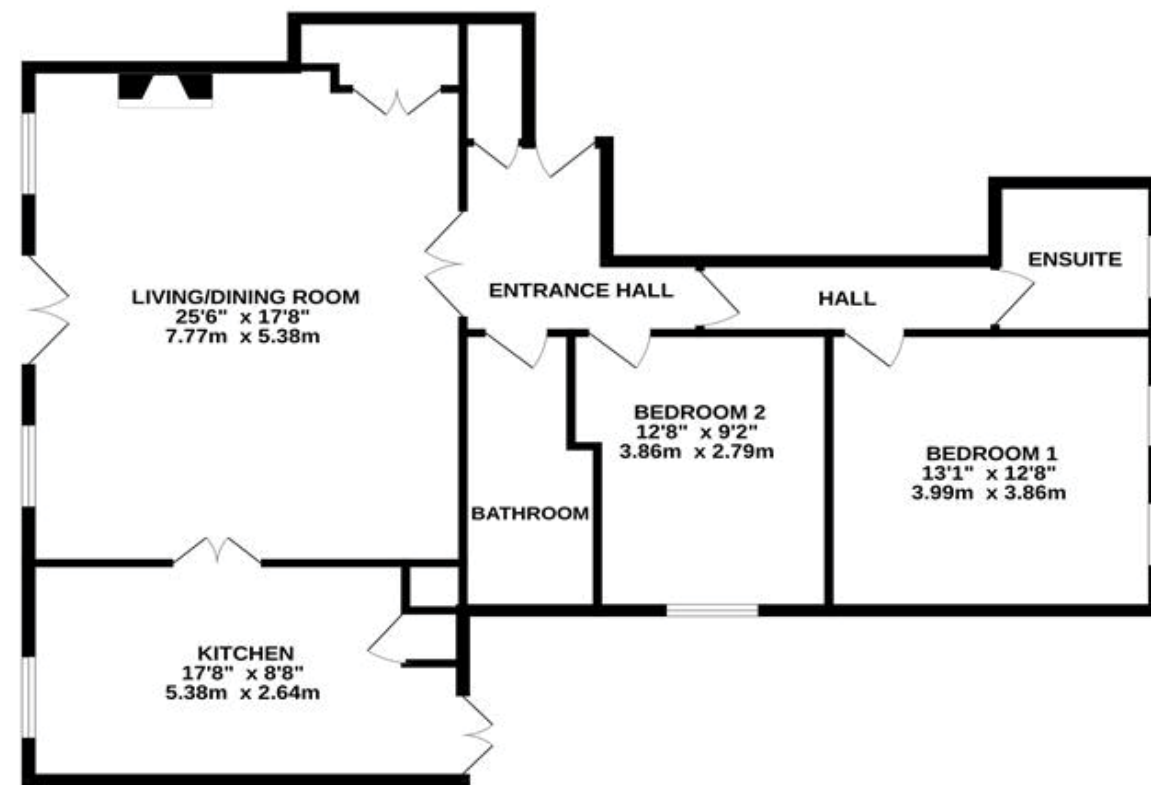 LIVING/DINING ROOM
25'6" x 17'8"
7.77m x 5.38m
ENTRANCE HALL
HALL
ENSUITE
BEDROOM 2
12'8" x 9'2"
3.86m x 2.79m
BEDROOM 1
13'1" x 12'8"
3.99m x 3.86m
BATHROOM
KITCHEN
17'8" x 8'8"
5.38m x 2.64m